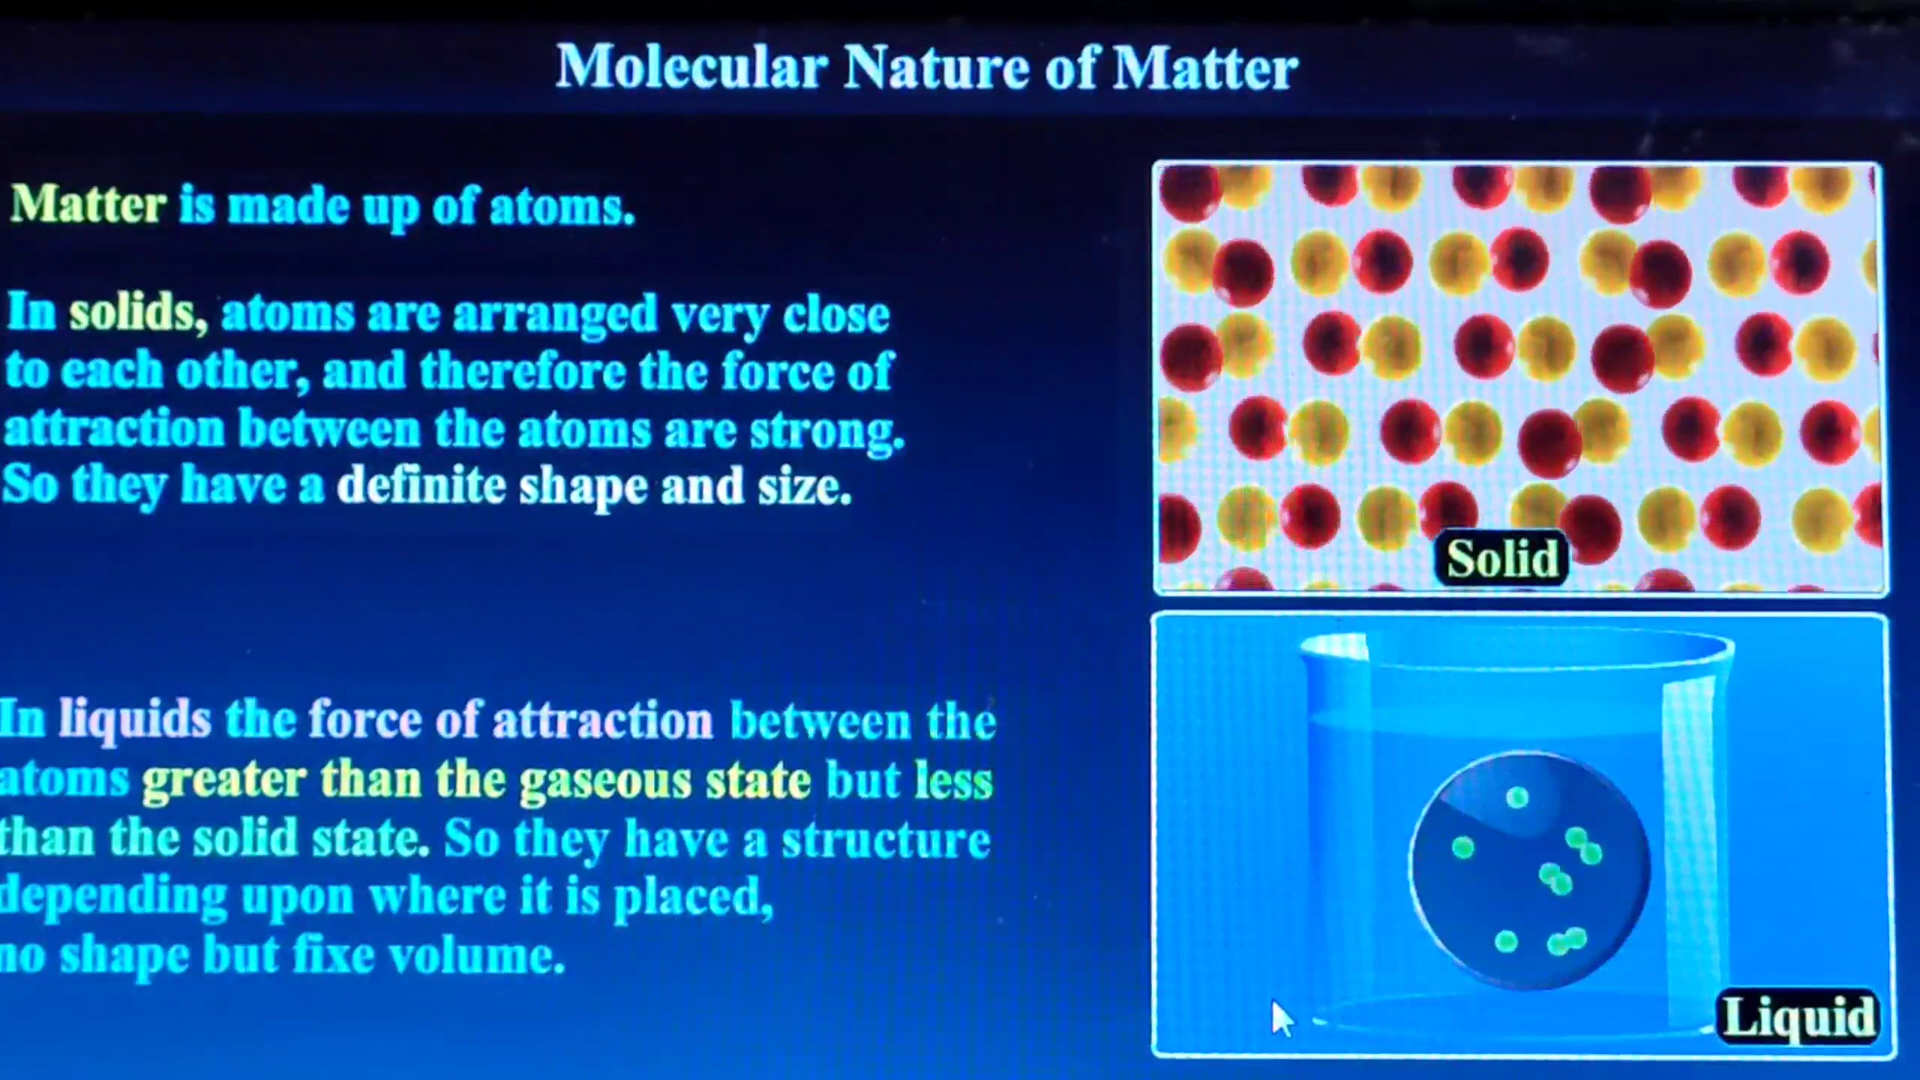 Molecular Nature of Matter
Matter is made up of atoms.
In solids, atoms are arranged very close
to each other, and therefore the force of
attraction between the atoms are strong.
So they have a definite shape and size.
Solid
In liquids the force of attraction between the
atoms greater than the gaseous state but less
than the solid state. So they have a structure
depending upon where it is placed,
no shape but fixe volume.
Liquid